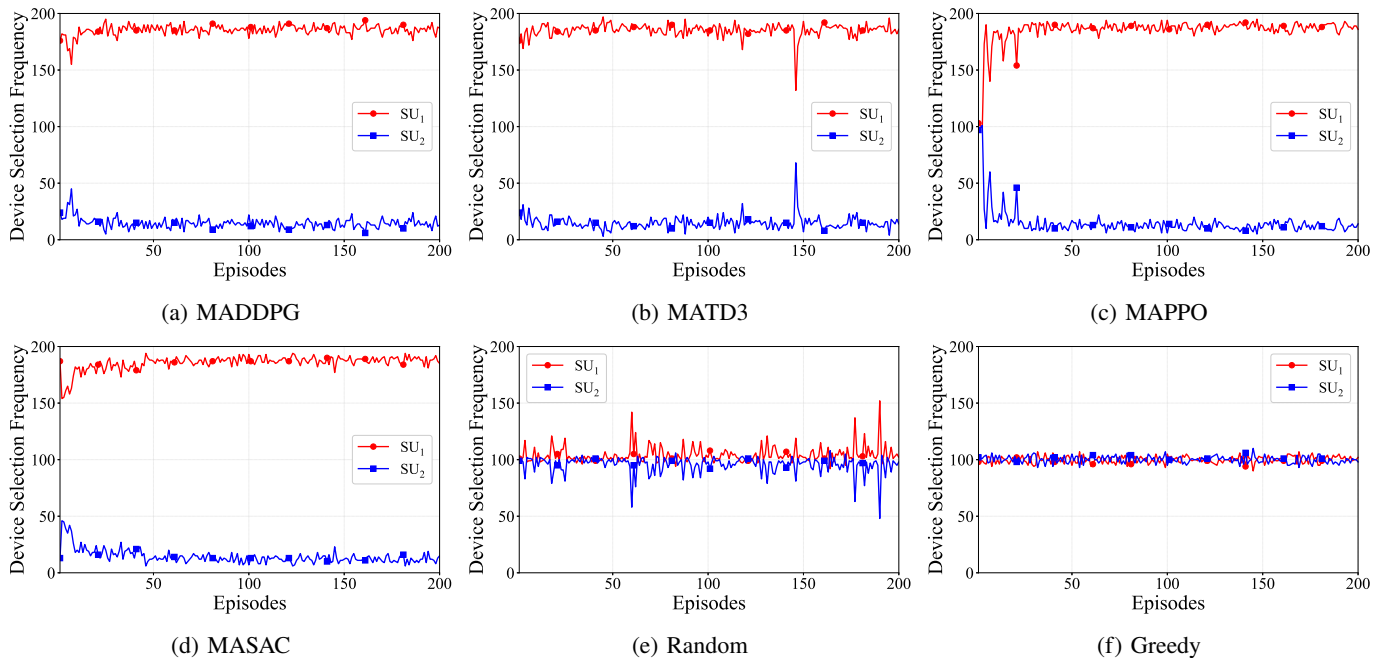 200
150
100
50
0
Device Selection Frequency
SU1
SU2
50
100
150
200
Episodes
(a) MADDPG
200
150
100
50
0
Device Selection Frequency
SU1
SU2
50
100
150
200
Episodes
(b) MATD3
200
150
100
50
0
Device Selection Frequency
SU1
SU2
50
100
150
200
Episodes
(c) MAPPO
200
150
100
50
0
Device Selection Frequency
SU1
SU2
50
100
150
200
Episodes
(d) MASAC
200
150
100
50
0
Device Selection Frequency
SU1
SU2
50
100
150
200
Episodes
(e) Random
200
150
100
50
0
Device Selection Frequency
SU1
SU2
50
100
150
200
Episodes
(f) Greedy